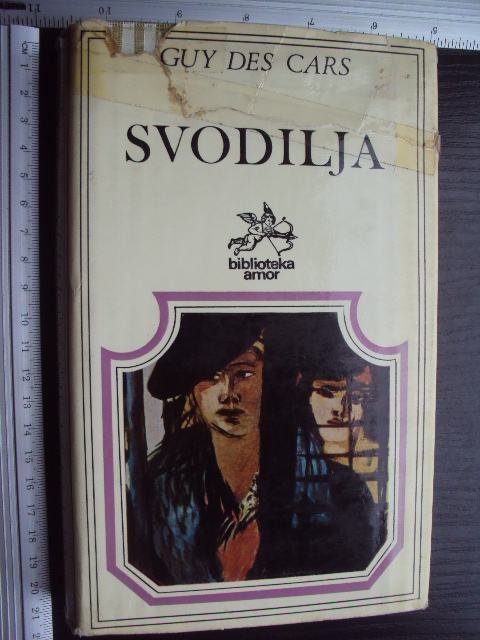 GUY DES CARS
SVODILJA
biblioteka
amor